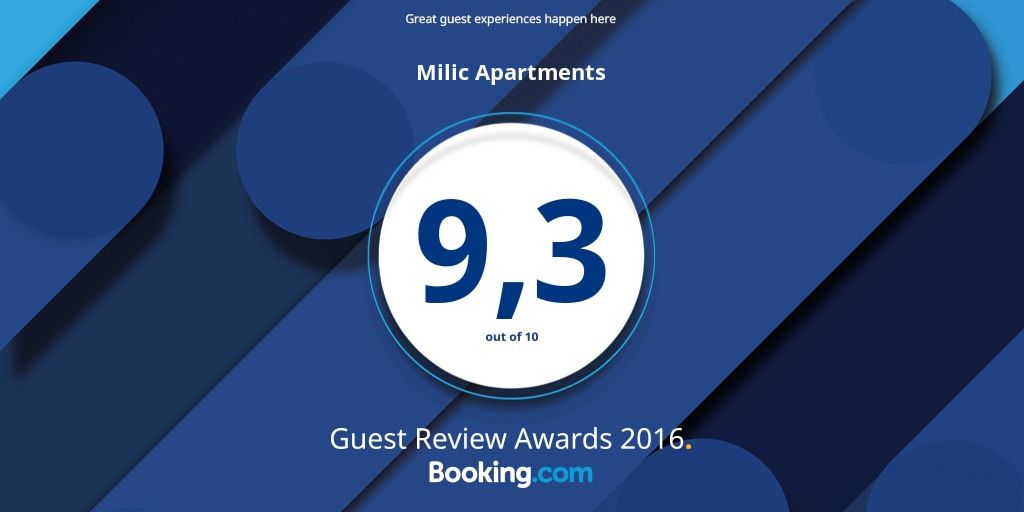 Great guest experiences happen here
Milic Apartments
9,3
out of 10
Guest Review Awards 2016.
Booking.com